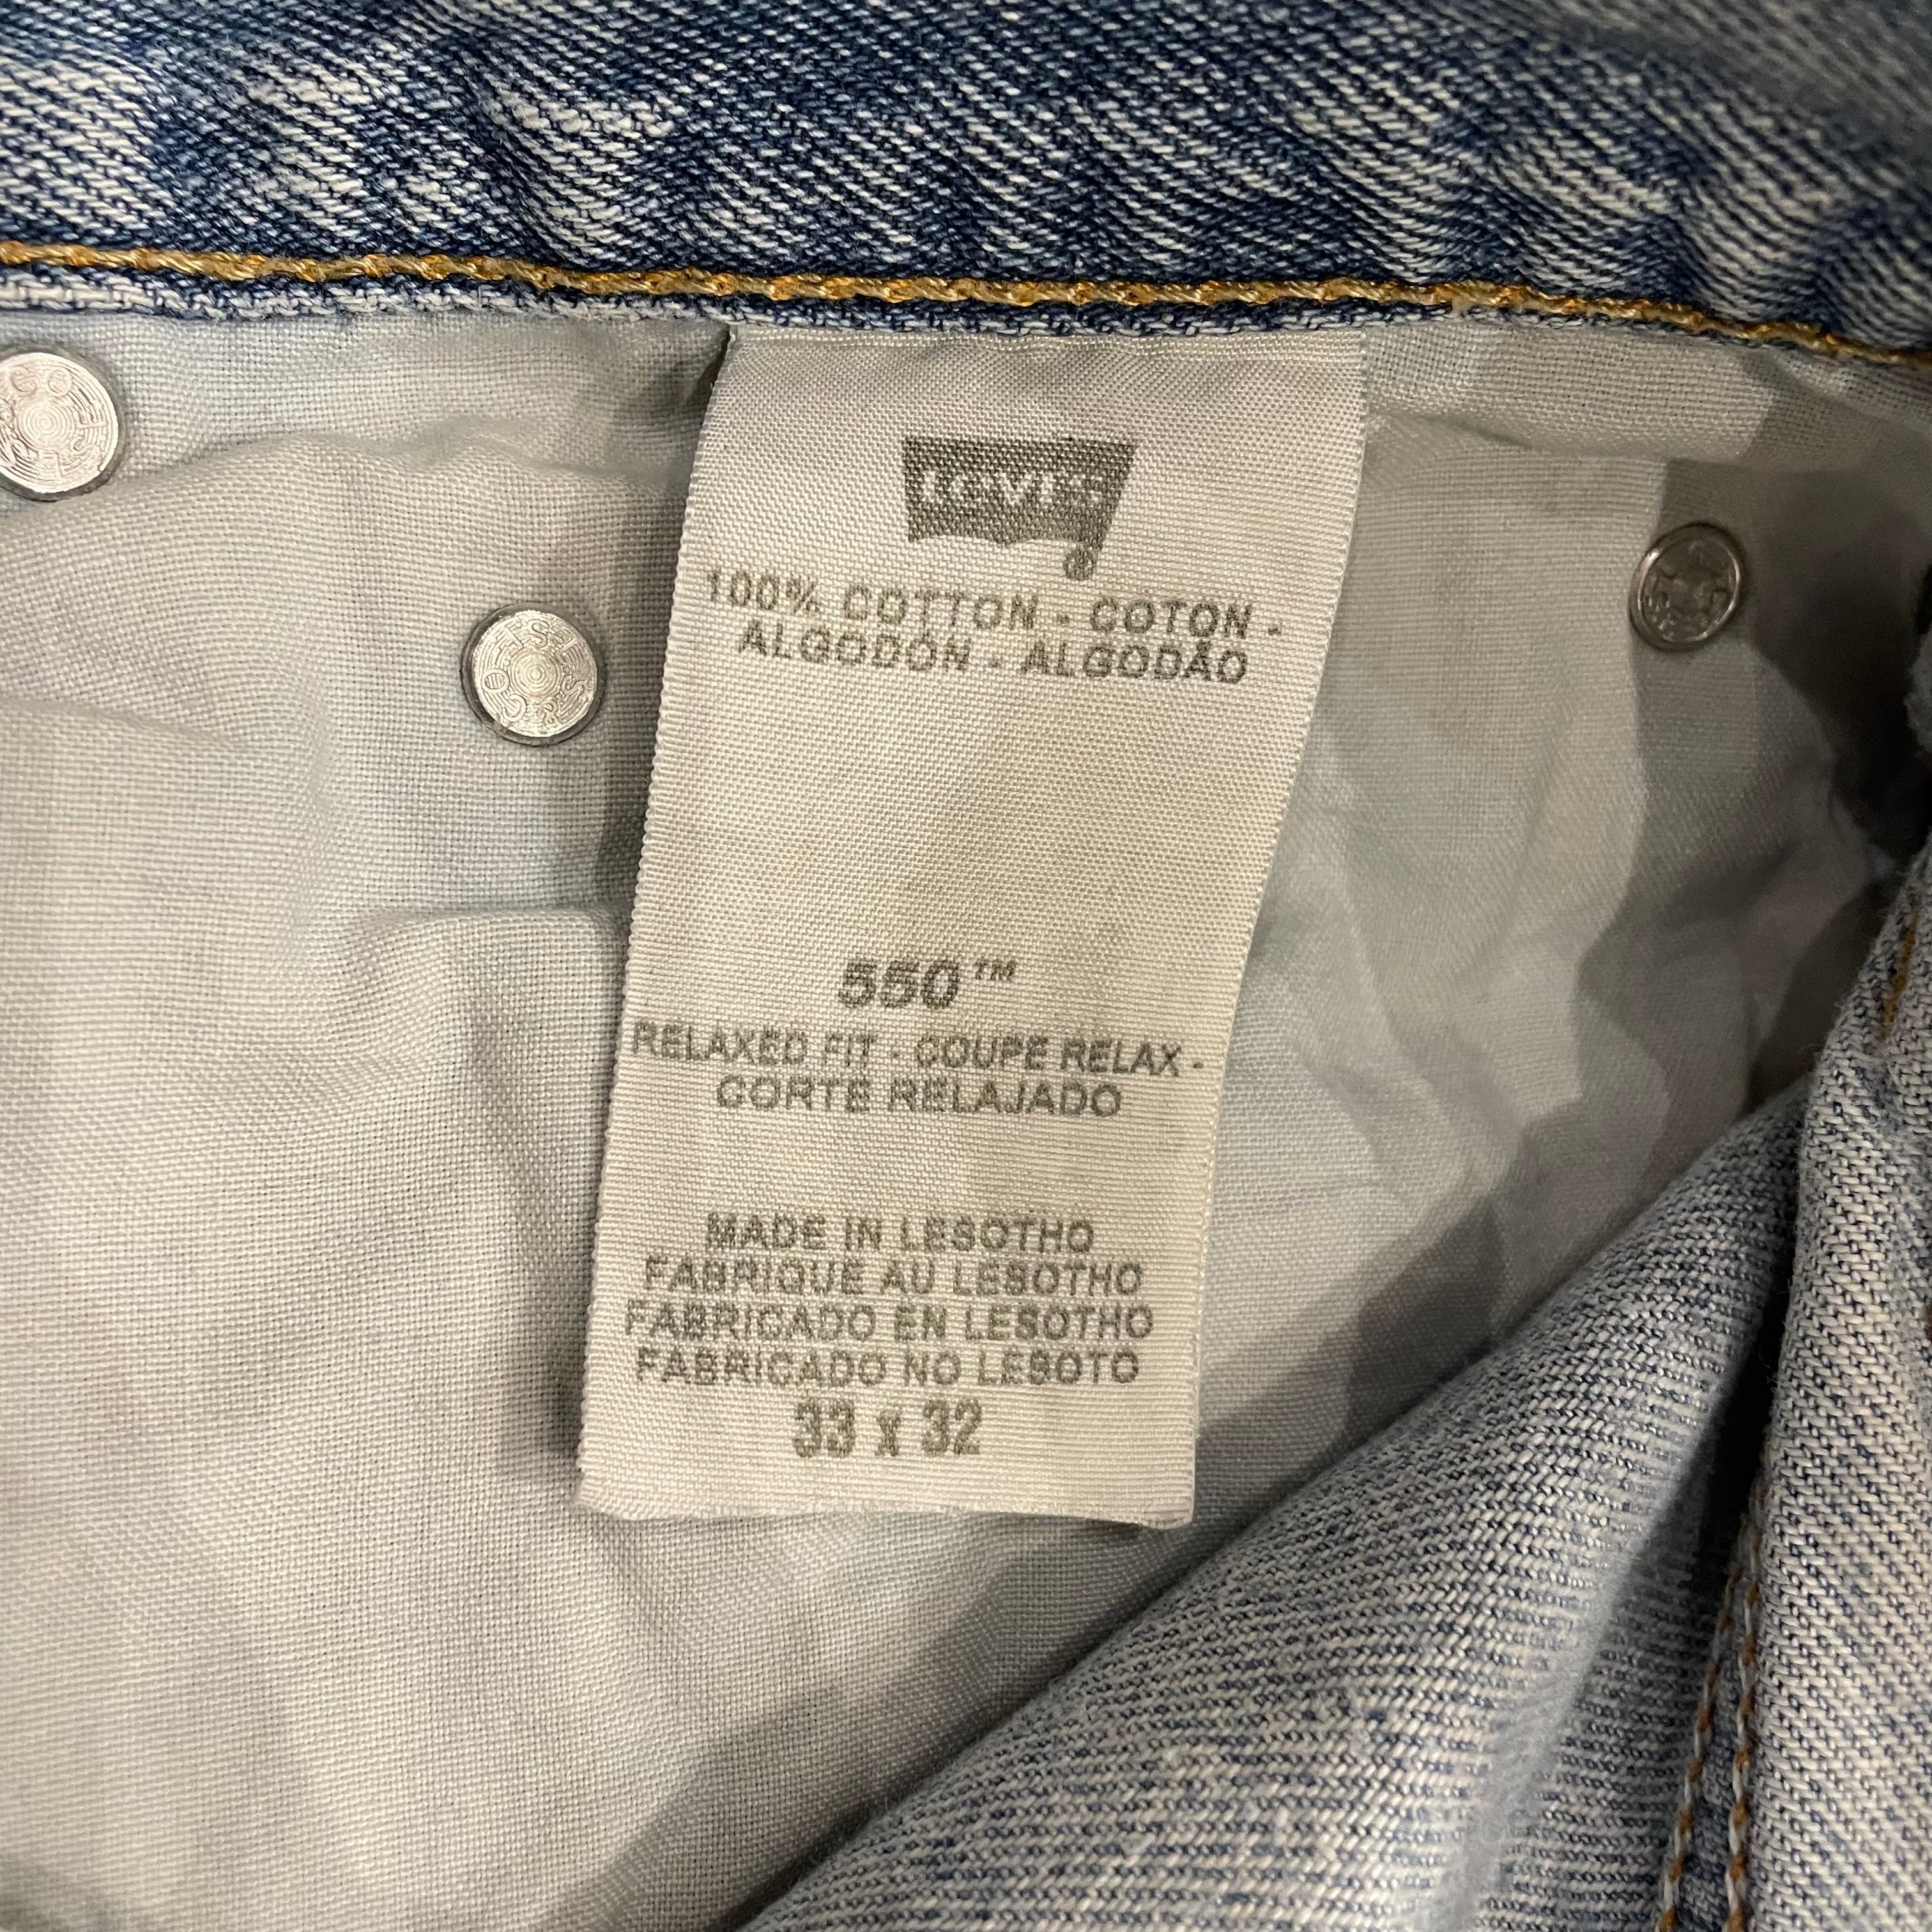 Levi's
®
100% COTTON - COTON -
ALGODÓN - ALGODÃO
550™
RELAXED FIT - COUPE RELAX -
CORTE RELAJADO
MADE IN LESOTHO
FABRIQUE AU LESOTHO
FABRICADO EN LESOTHO
FABRICADO NO LESOTO
33 x 32